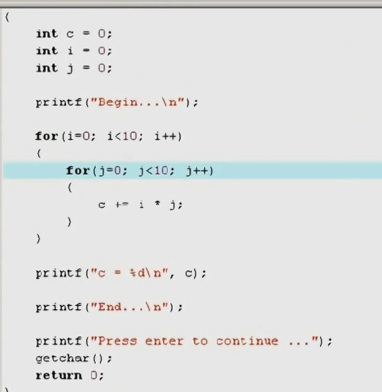 {
int c = 0;
int i = 0;
int j = 0;
printf("Begin...\n");
for(i=0; i<10; i++)
{
for(j=0; j<10; j++)
{
c += i * j;
}
}
printf("c = %d\n", c);
printf("End...\n");
printf("Press enter to continue ...");
getchar();
return 0;
}